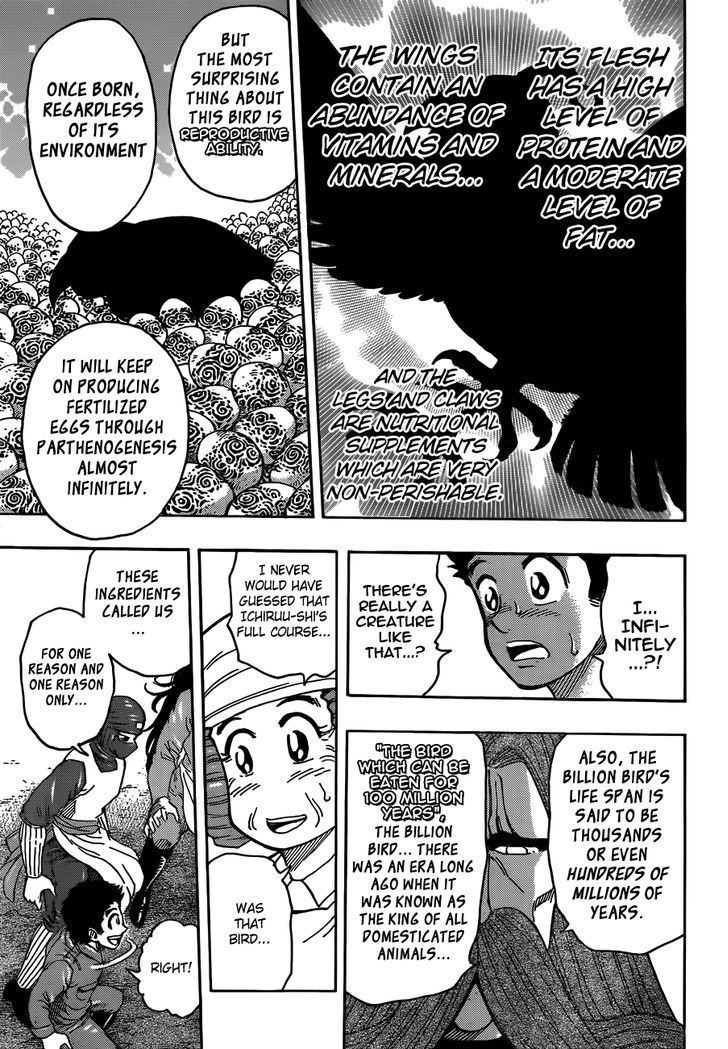 ITS FLESH
HAS A HIGH
LEVEL OF
PROTEIN AND
A MODERATE
LEVEL OF
FAT...
THE WINGS
CONTAIN AN
ABUNDANCE OF
VITAMINS AND
MINERALS...
AND THE
LEGS AND CLAWS
ARE NUTRITIONAL
SUPPLEMENTS
WHICH ARE VERY
NON-PERISHABLE.
BUT
THE MOST
SURPRISING
THING ABOUT
THIS BIRD IS
REPRODUCTIVE
ABILITY.
ONCE BORN,
REGARDLESS
OF ITS
ENVIRONMENT
IT WILL KEEP
ON PRODUCING
FERTILIZED
EGGS THROUGH
PARTHENOGENESIS
ALMOST
INFINITELY.
I...
INFI-
NITELY
...?!
THERE'S
REALLY A
CREATURE
LIKE
THAT...?
ALSO, THE
BILLION BIRD'S
LIFE SPAN IS
SAID TO BE
THOUSANDS
OR EVEN
HUNDREDS OF
MILLIONS OF
YEARS.
"THE BIRD
WHICH CAN BE
EATEN FOR
100 MILLION
YEARS",
THE BILLION
BIRD... THERE
WAS AN ERA LONG
AGO WHEN IT
WAS KNOWN AS
THE KING OF ALL
DOMESTICATED
ANIMALS...
I NEVER
WOULD HAVE
GUESSED THAT
ICHIRUU-SHI'S
FULL COURSE...
WAS
THAT
BIRD...
THESE
INGREDIENTS
CALLED US
...
FOR ONE
REASON AND
ONE REASON
ONLY...
RIGHT!